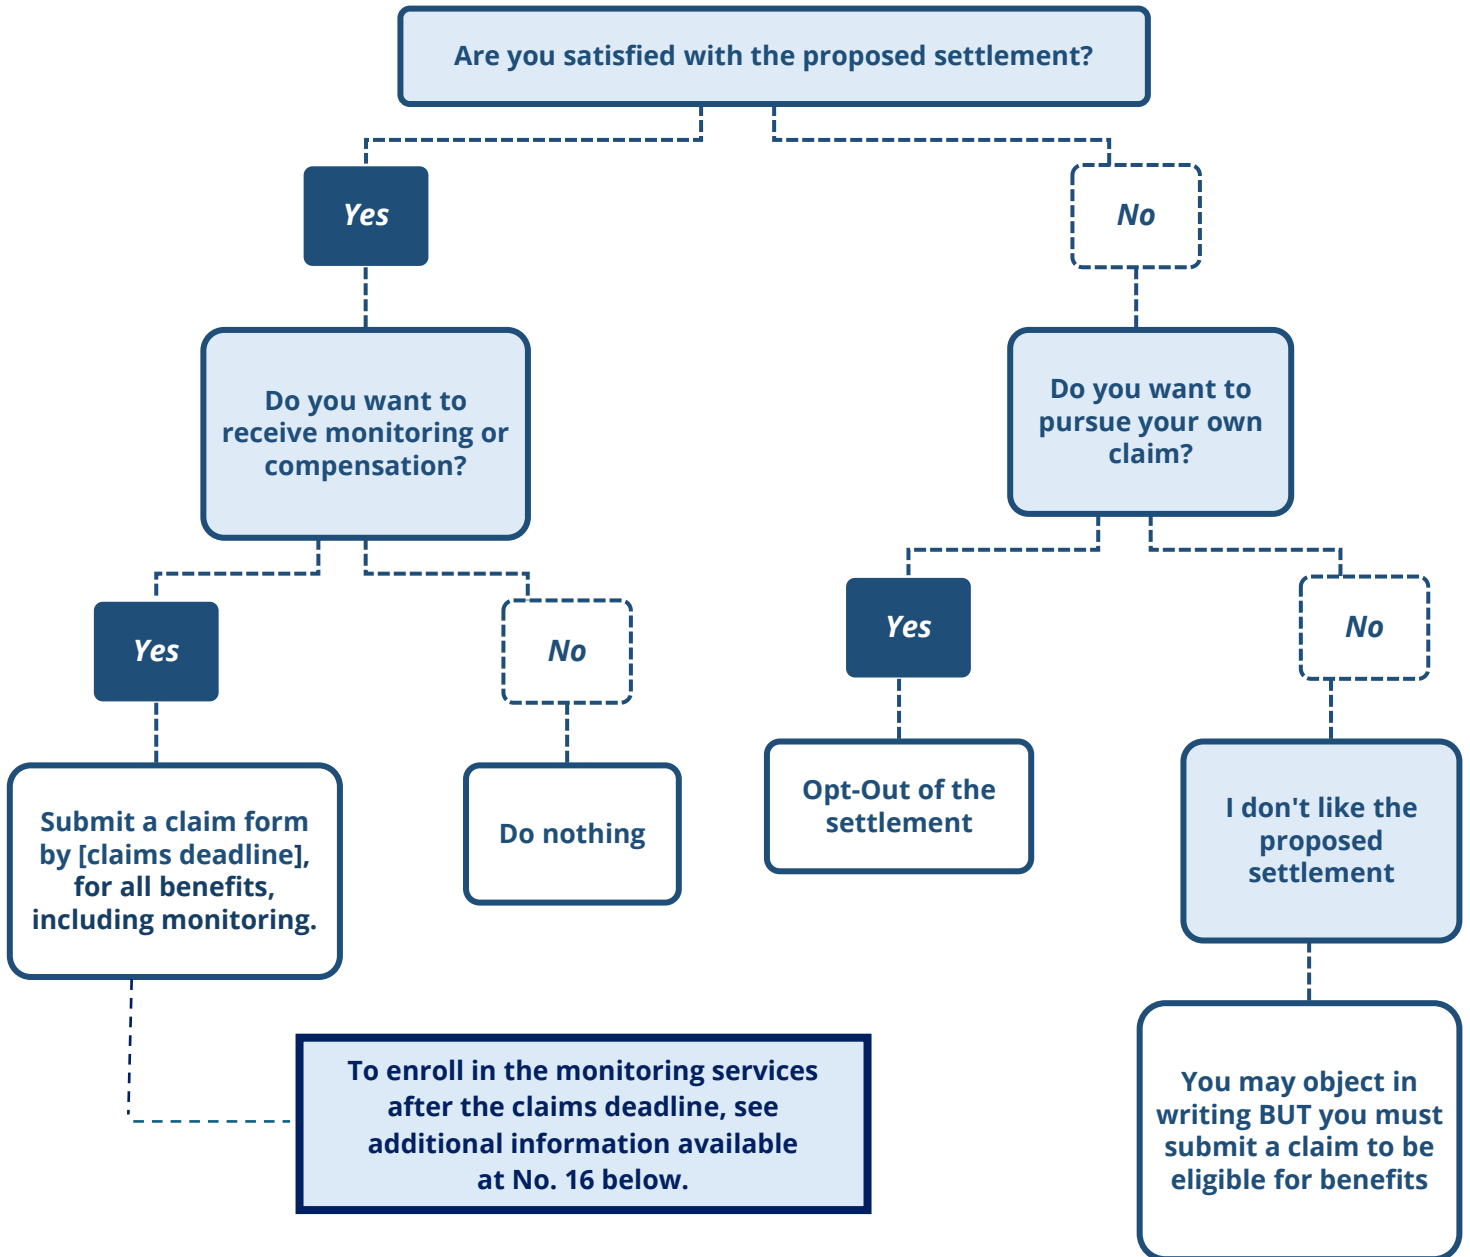 Are you satisfied with the proposed settlement?
Yes
No
Do you want to
receive monitoring or
compensation?
Do you want to
pursue your own
claim?
Yes
No
Yes
No
Submit a claim form
by [claims deadline],
for all benefits,
including monitoring.
Do nothing
Opt-Out of the
settlement
I don't like the
proposed
settlement
To enroll in the monitoring services
after the claims deadline, see
additional information available
at No. 16 below.
You may object in
writing BUT you must
submit a claim to be
eligible for benefits